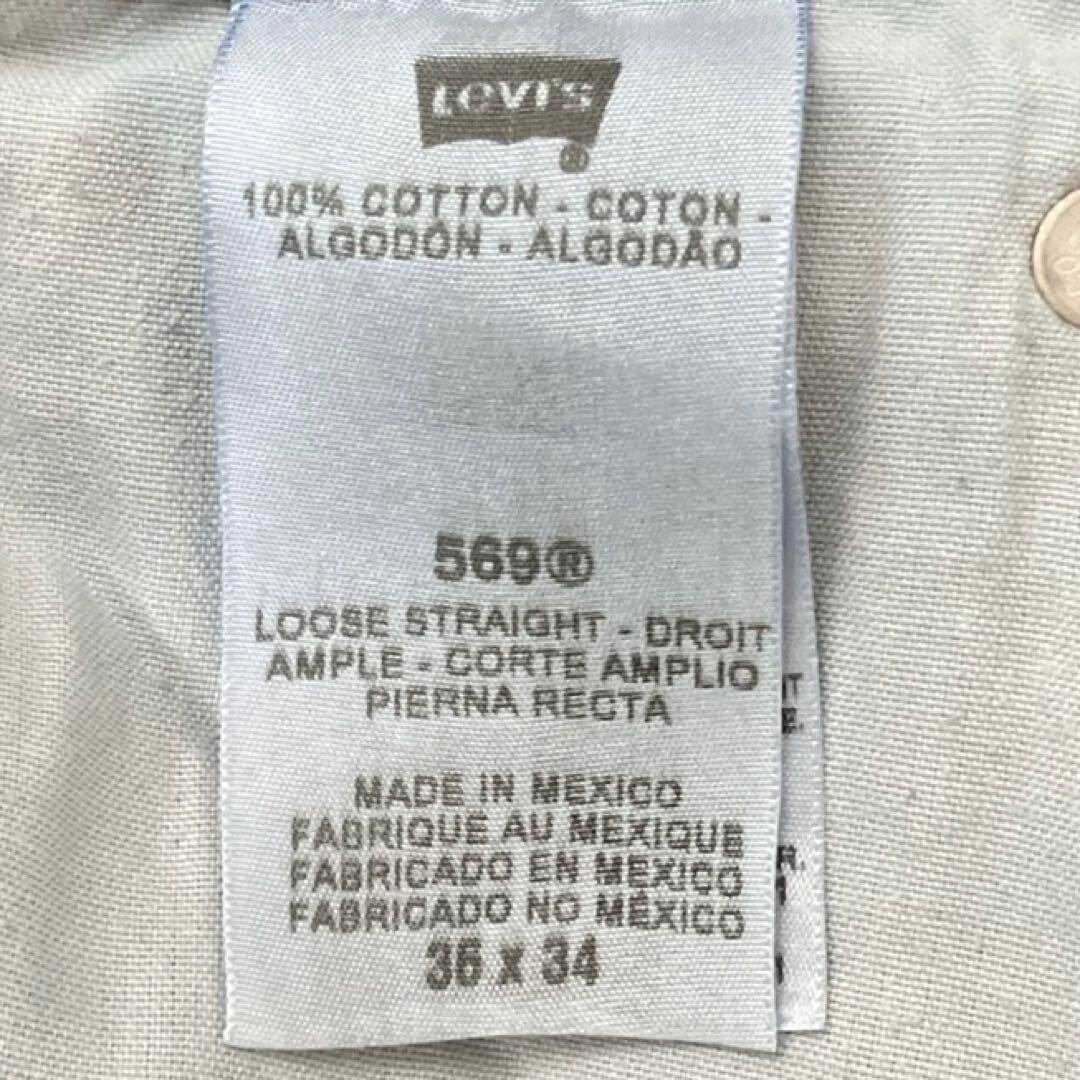 Levi's
®
100% COTTON - COTON -
ALGODÓN - ALGODÃO
569®
LOOSE STRAIGHT - DROIT
AMPLE - CORTE AMPLIO
PIERNA RECTA
MADE IN MEXICO
FABRIQUE AU MEXIQUE
FABRICADO EN MEXICO
FABRICADO NO MÉXICO
36 x 34